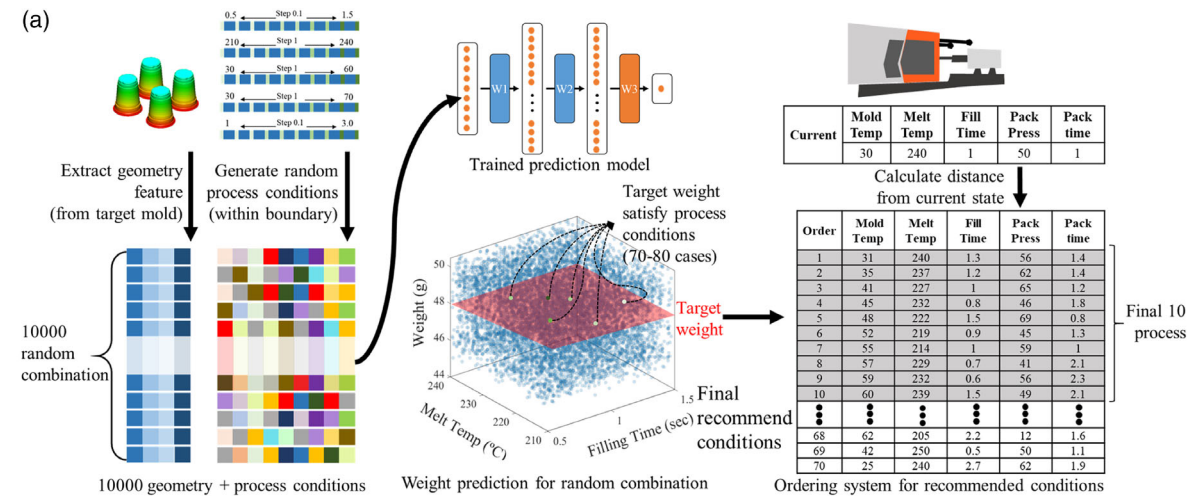 (a)
0.5 Step 0.1 1.5
210 Step 1 240
30 Step 1 60
30 Step 1 70
1 Step 0.1 3.0
Extract geometry
feature
(from target mold)
Generate random
process conditions
(within boundary)
10000
random
combination
10000 geometry + process conditions
W1
W2
W3
Trained prediction model
Target weight
satisfy process
conditions
(70-80 cases)
Weight (g)
50
48
46
44
240
230
220
210
Melt Temp (°C)
0.5
1
1.5
Filling Time (sec)
Target
weight
Final
recommend
conditions
Weight prediction for random combination
Current Mold Temp Melt Temp Fill Time Pack Press Pack time
30 240 1 50 1
Calculate distance
from current state
Order Mold Temp Melt Temp Fill Time Pack Press Pack time
1 31 240 1.3 56 1.4
2 35 237 1.2 62 1.4
3 41 227 1 65 1.2
4 45 232 0.8 46 1.8
5 48 222 1.5 69 0.8
6 52 219 0.9 45 1.3
7 55 214 1 59 1
8 57 229 0.7 41 2.1
9 59 232 0.6 56 2.3
10 60 239 1.5 49 2.1
68 62 205 2.2 12 1.6
69 42 250 0.5 50 1.1
70 25 240 2.7 62 1.9
Final 10
process
Ordering system for recommended conditions